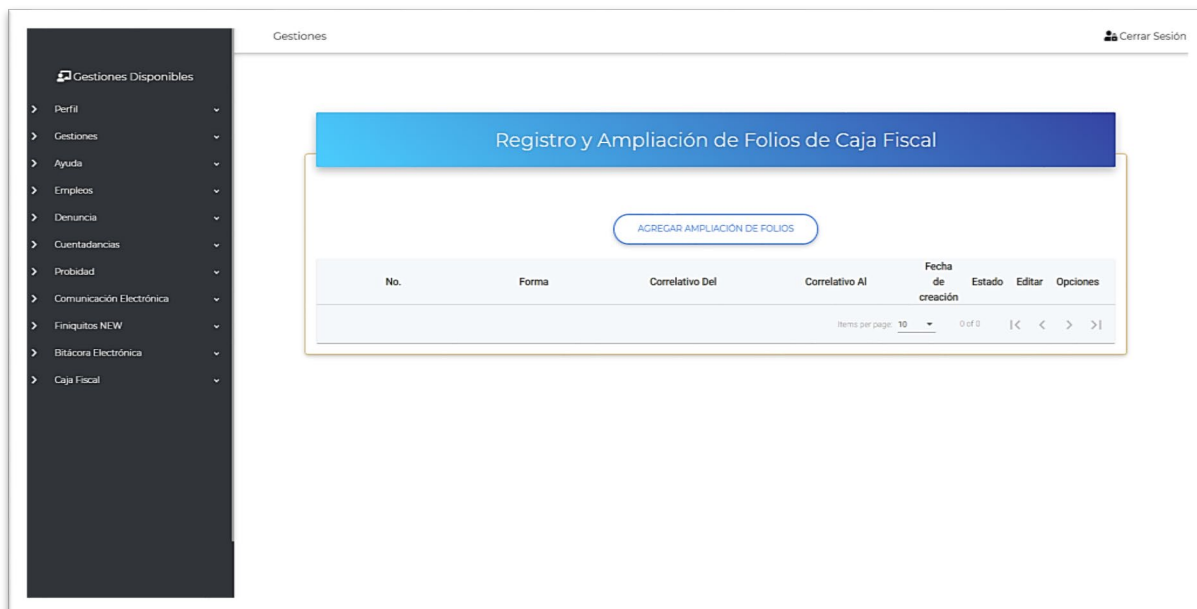 Gestiones
Cerrar Sesión
Gestiones Disponibles
Perfil
Gestiones
Ayuda
Empleos
Denuncia
Cuentadancias
Probidad
Comunicación Electrónica
Finiquitos NEW
Bitácora Electrónica
Caja Fiscal
Registro y Ampliación de Folios de Caja Fiscal
AGREGAR AMPLIACIÓN DE FOLIOS
No. Forma Correlativo Del Correlativo Al Fecha de creación Estado Editar Opciones
Items per page: 10 0 of 0